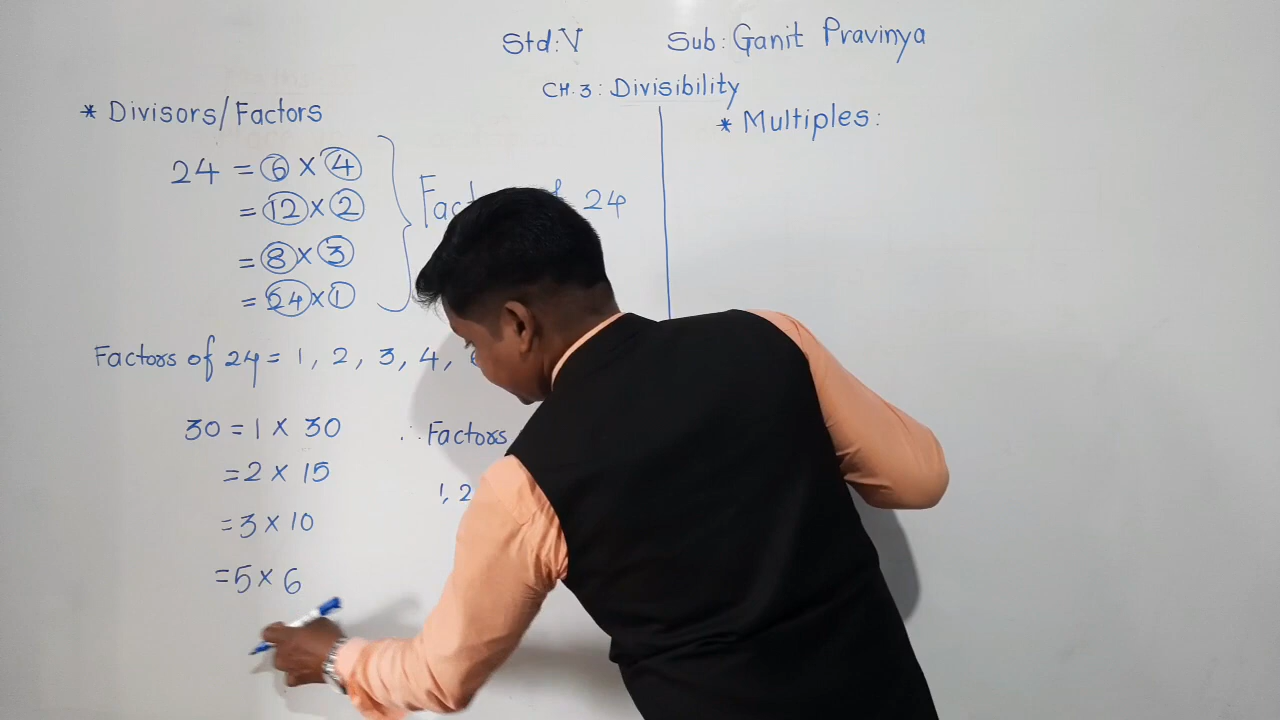 Std: V Sub: Ganit Pravinya
CH. 3: Divisibility
* Divisors/Factors
24 = 6 × 4
= 12 × 2
= 8 × 3
= 24 × 1
24
Factors of 24 = 1, 2, 3, 4,
30 = 1 × 30
= 2 × 15
= 3 × 10
= 5 × 6
∴ Factors
1, 2
* Multiples: